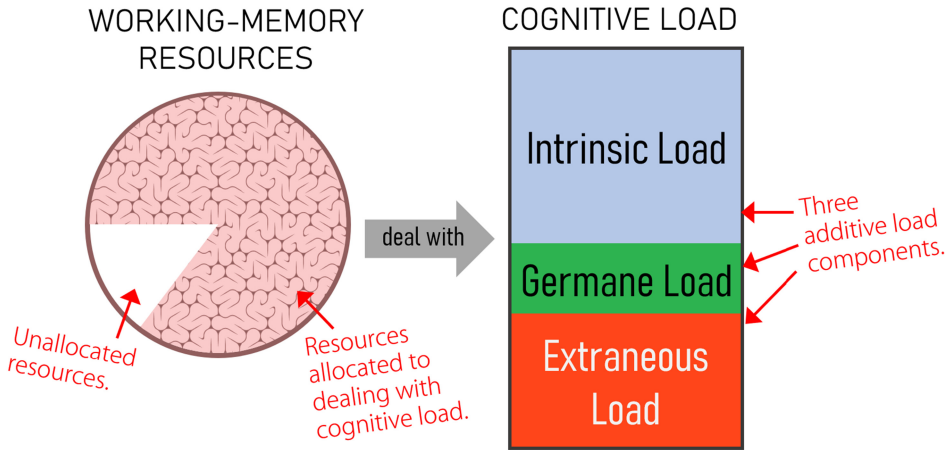 WORKING-MEMORY
RESOURCES
COGNITIVE LOAD
deal with
Intrinsic Load
Germane Load
Extraneous
Load
Unallocated
resources.
Resources
allocated to
dealing with
cognitive load.
Three
additive load
components.